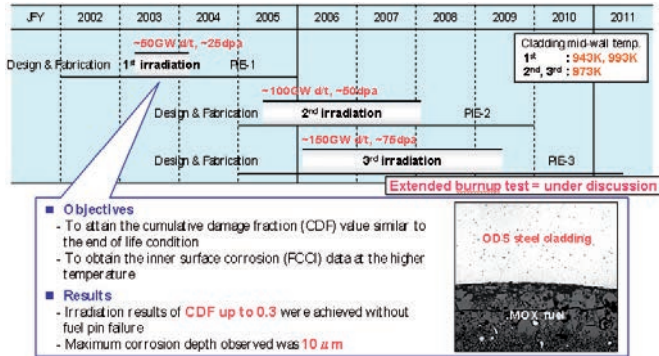 JFY 2002 2003 2004 2005 2006 2007 2008 2009 2010 2011
~50GW d/t, ~25dpa
Design & Fabrication 1st irradiation PIE-1
Cladding mid-wall temp.
1st : 943K, 993K
2nd, 3rd : 973K
~100GW d/t, ~50dpa
Design & Fabrication 2nd irradiation PIE-2
~150GW d/t, ~75dpa
Design & Fabrication 3rd irradiation PIE-3
Extended burnup test = under discussion
■ Objectives
- To attain the cumulative damage fraction (CDF) value similar to
the end of life condition
- To obtain the inner surface corrosion (FCCI) data at the higher
temperature
■ Results
- Irradiation results of CDF up to 0.3 were achieved without
fuel pin failure
- Maximum corrosion depth observed was 10 μm
ODS steel cladding
MOX fuel